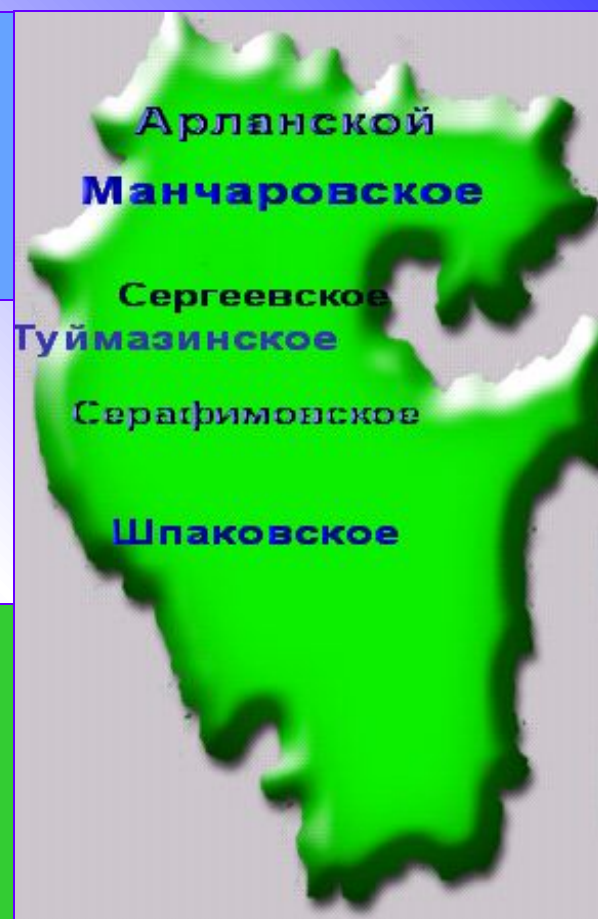 Арланской
Манчаровское
Сергеевское
Туймазинское
Серафимовское
Шпаковское